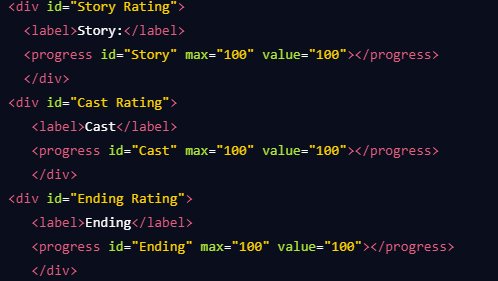 <div id="Story Rating">
<label>Story:</label>
<progress id="Story" max="100" value="100"></progress>
</div>
<div id="Cast Rating">
<label>Cast</label>
<progress id="Cast" max="100" value="100"></progress>
</div>
<div id="Ending Rating">
<label>Ending</label>
<progress id="Ending" max="100" value="100"></progress>
</div>